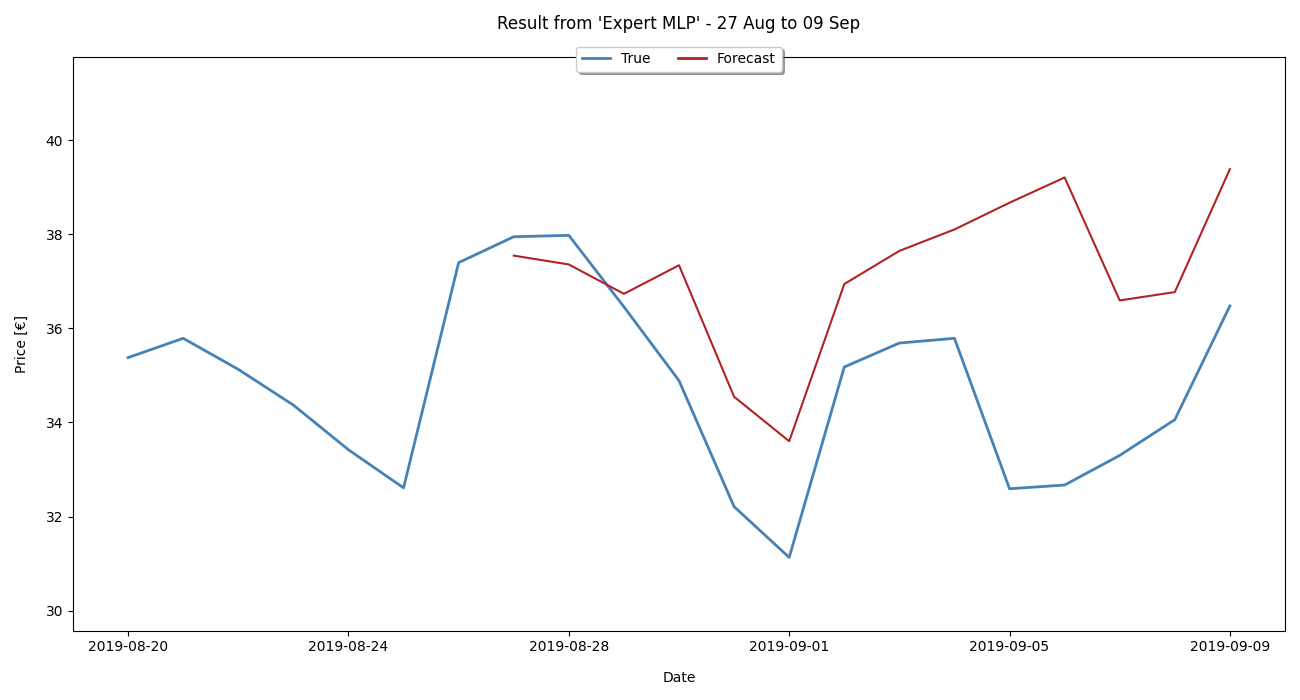 Result from 'Expert MLP' - 27 Aug to 09 Sep
True Forecast
40
38
36
34
32
30
Price [€]
2019-08-20 2019-08-24 2019-08-28 2019-09-01 2019-09-05 2019-09-09
Date